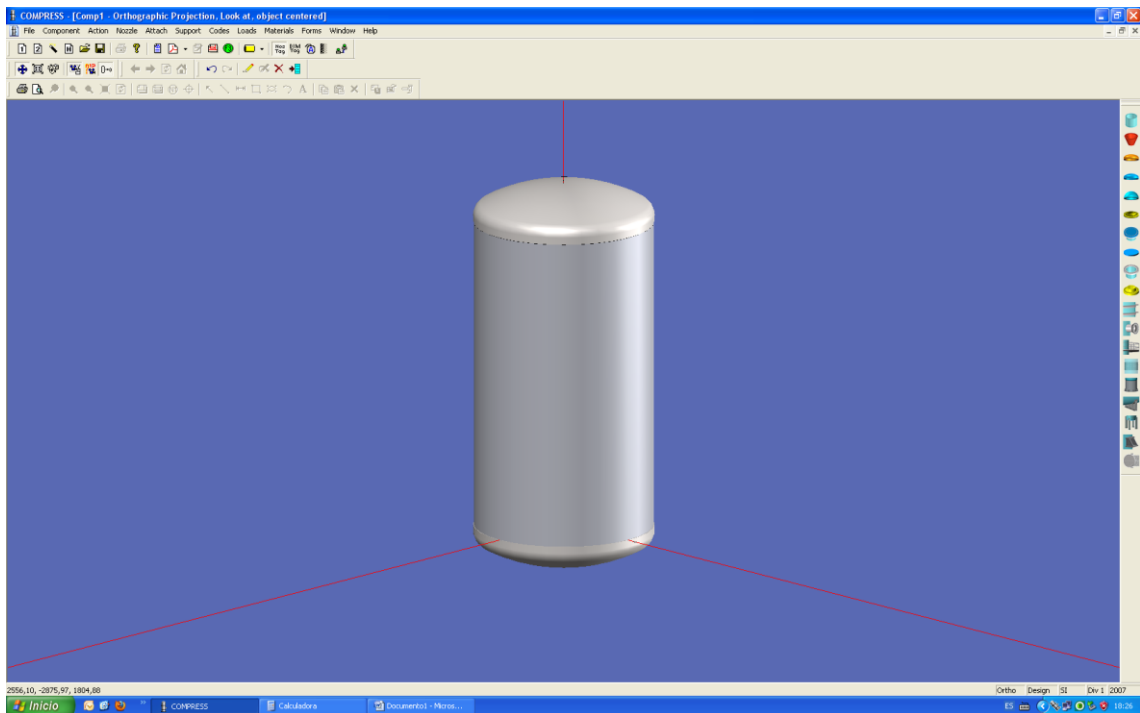 COMPRESS - [Comp1 - Orthographic Projection, Look at, object centered]
File Component Action Nozzle Attach Support Codes Loads Materials Forms Window Help
2556,10, -2875,97, 1804,88
Ortho Design SI Div 1 2007
Inicio COMPRESS Calculadora Documento1 - Micros... ES 10:26